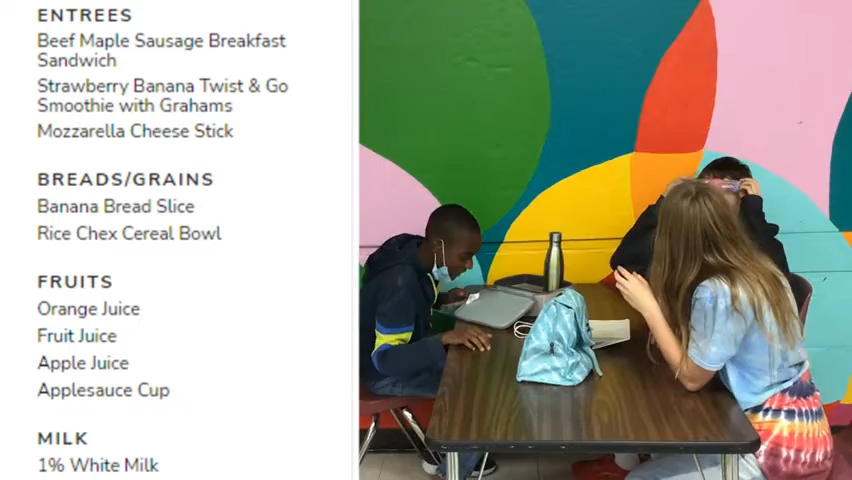 ENTREES
Beef Maple Sausage Breakfast
Sandwich
Strawberry Banana Twist & Go
Smoothie with Grahams
Mozzarella Cheese Stick
BREADS/GRAINS
Banana Bread Slice
Rice Chex Cereal Bowl
FRUITS
Orange Juice
Fruit Juice
Apple Juice
Applesauce Cup
MILK
1% White Milk